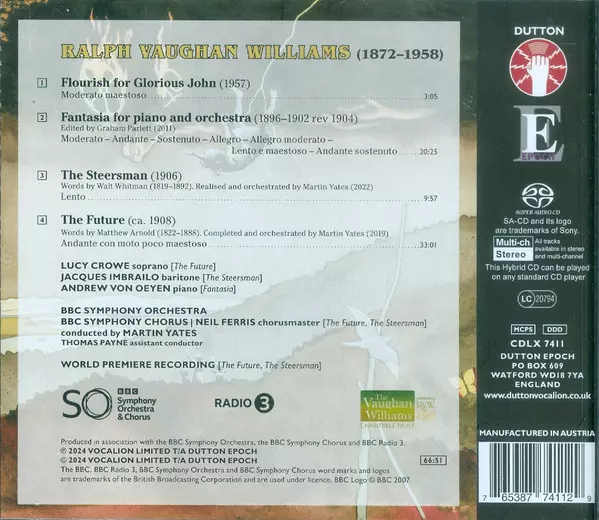 RALPH VAUGHAN WILLIAMS (1872–1958)
1 Flourish for Glorious John (1957)
Moderato maestoso 3:05
2 Fantasia for piano and orchestra (1896–1902 rev 1904)
Edited by Graham Parlett (2011)
Moderato – Andante – Sostenuto – Allegro – Allegro moderato –
Lento e maestoso – Andante sostenuto 20:25
3 The Steersman (1906)
Words by Walt Whitman (1819–1892). Realised and orchestrated by Martin Yates (2022)
Lento 9:57
4 The Future (ca. 1908)
Words by Matthew Arnold (1822–1888). Completed and orchestrated by Martin Yates (2019)
Andante con moto poco maestoso 33:01
LUCY CROWE soprano [The Future]
JACQUES IMBRAILO baritone [The Steersman]
ANDREW VON OEYEN piano [Fantasia]
BBC SYMPHONY ORCHESTRA
BBC SYMPHONY CHORUS | NEIL FERRIS chorusmaster [The Future, The Steersman]
conducted by MARTIN YATES
THOMAS PAYNE assistant conductor
WORLD PREMIERE RECORDING [The Future, The Steersman]
SO
BBC
Symphony
Orchestra
& Chorus
RADIO 3
The
Vaughan
Williams
CHARITABLE TRUST
Produced in association with the BBC Symphony Orchestra, the BBC Symphony Chorus and BBC Radio 3.
℗ 2024 VOCALION LIMITED T/A DUTTON EPOCH
© 2024 VOCALION LIMITED T/A DUTTON EPOCH
The BBC, BBC Radio 3, BBC Symphony Orchestra and BBC Symphony Chorus word marks and logos
are trademarks of the British Broadcasting Corporation and are used under licence. BBC Logo © BBC 2007.
66:51
DUTTON
E
EPOCH
SUPER AUDIO CD
SA-CD and its logo
are trademarks of Sony.
Multi-ch
Stereo
All tracks
available in stereo
and multi-channel
This Hybrid CD can be played
on any standard CD player
LC 20794
MCPS DDD
CDLX 7411
DUTTON EPOCH
PO BOX 609
WATFORD WD18 7YA
ENGLAND
www.duttonvocalion.co.uk
MANUFACTURED IN AUSTRIA
7 65387 74112 9